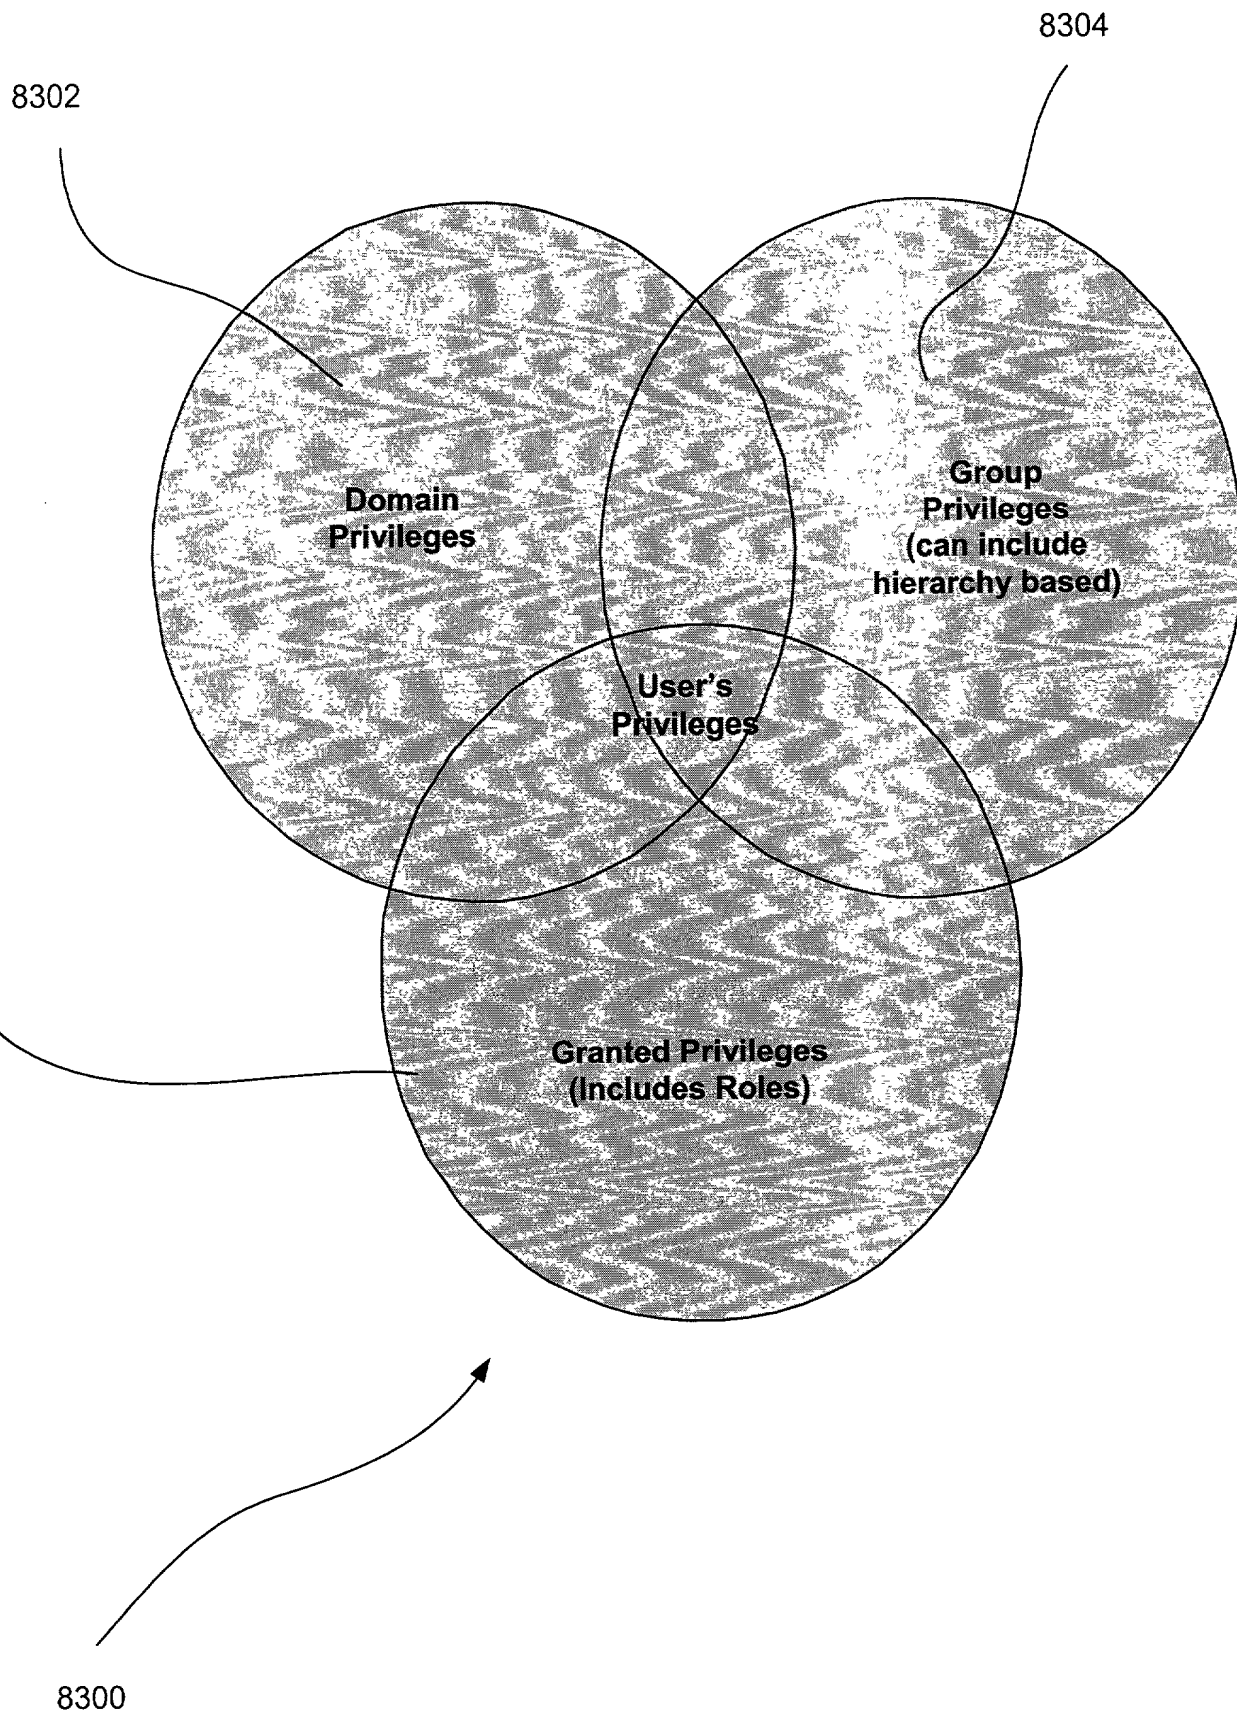 8304
8302
Domain
Privileges
Group
Privileges
(can include
hierarchy based)
User's
Privileges
Granted Privileges
(Includes Roles)
8300